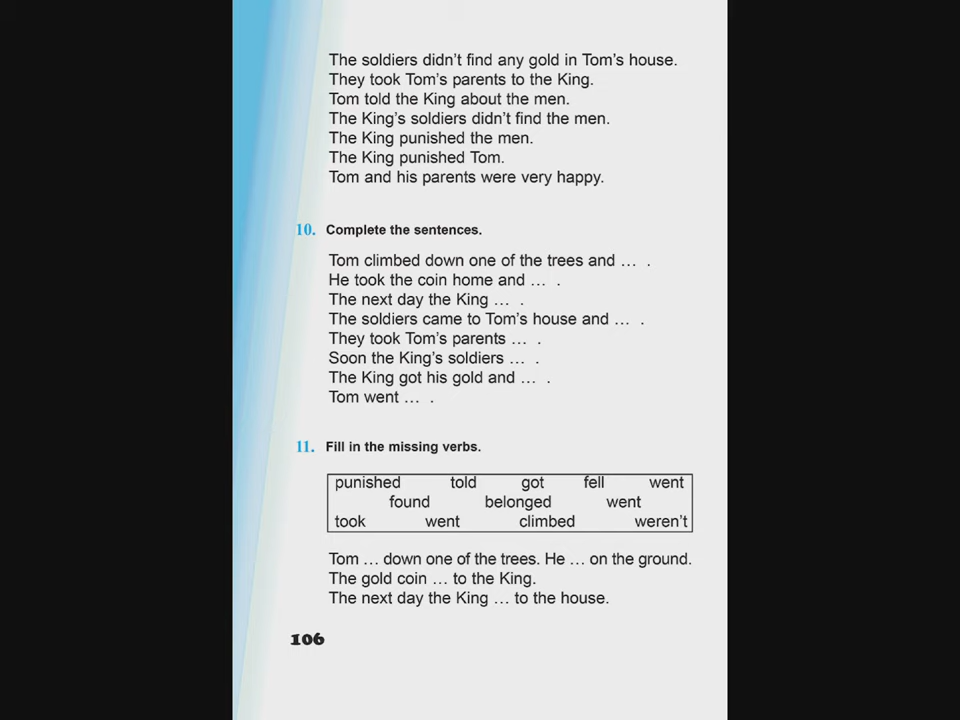 The soldiers didn't find any gold in Tom's house.
They took Tom's parents to the King.
Tom told the King about the men.
The King's soldiers didn't find the men.
The King punished the men.
The King punished Tom.
Tom and his parents were very happy.
10. Complete the sentences.
Tom climbed down one of the trees and … .
He took the coin home and … .
The next day the King … .
The soldiers came to Tom's house and … .
They took Tom's parents … .
Soon the King's soldiers … .
The King got his gold and … .
Tom went … .
11. Fill in the missing verbs.
punished told got fell went
found belonged went
took went climbed weren't
Tom … down one of the trees. He … on the ground.
The gold coin … to the King.
The next day the King … to the house.
106